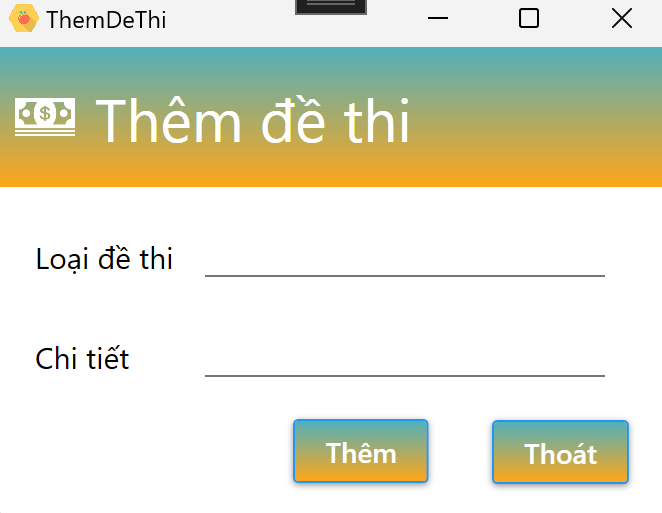 ThemDeThi
Thêm đề thi
Loại đề thi
Chi tiết
Thêm
Thoát